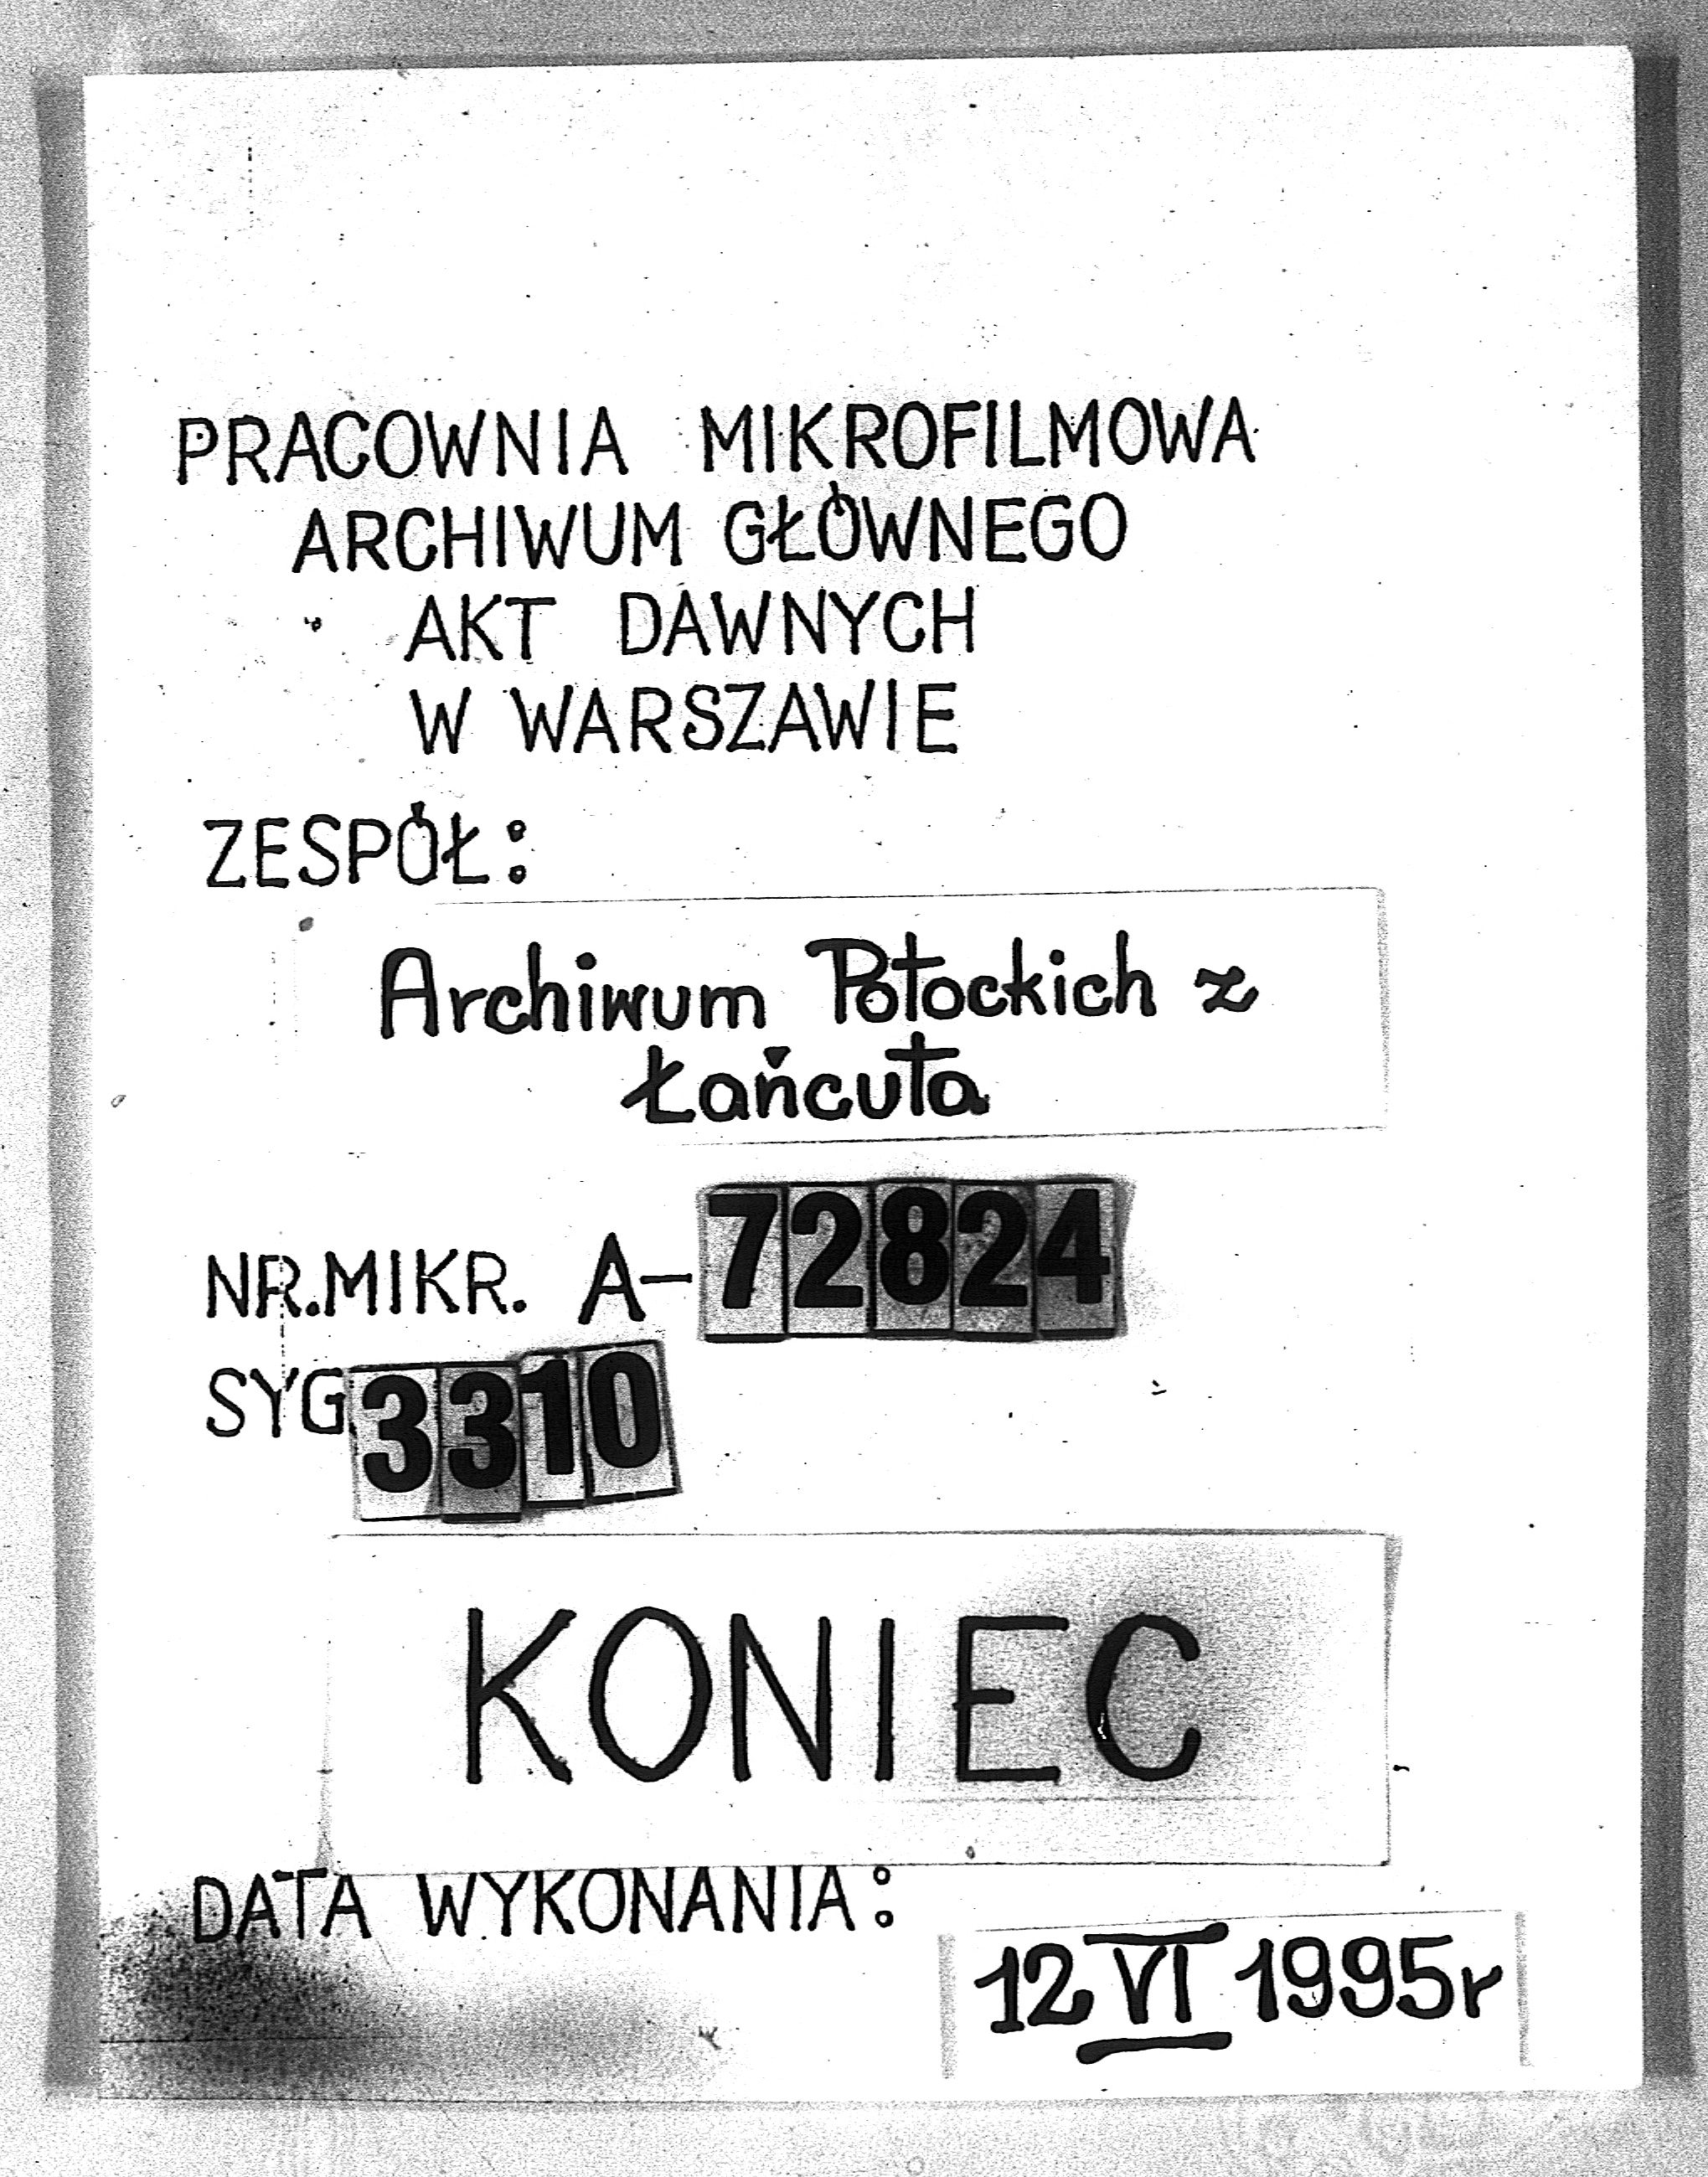 PRACOWNIA MIKROFILMOWA
ARCHIWUM GŁÓWNEGO
AKT DAWNYCH
W WARSZAWIE
ZESPÓŁ:
Archiwum Potockich z
Łańcuta
NR.MIKR. A-72824
SYG 3310
KONIEC
DATA WYKONANIA:
12 VI 1995r